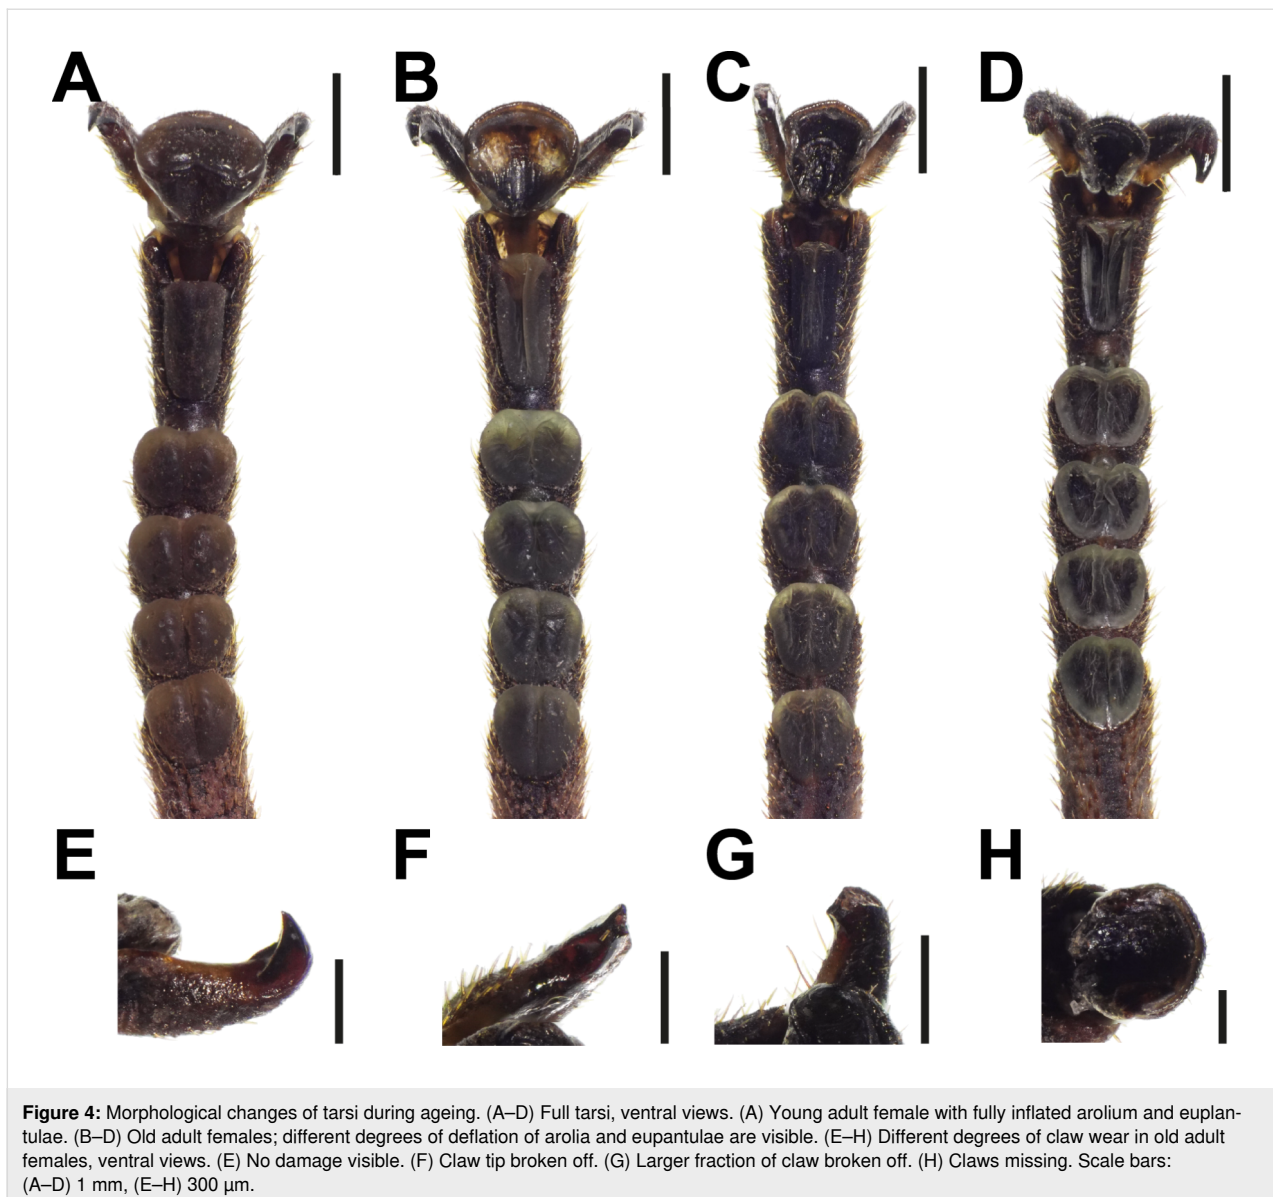 A B C D
E F G H
Figure 4: Morphological changes of tarsi during ageing. (A–D) Full tarsi, ventral views. (A) Young adult female with fully inflated arolium and euplan-
tulae. (B–D) Old adult females; different degrees of deflation of arolia and eupantulae are visible. (E–H) Different degrees of claw wear in old adult
females, ventral views. (E) No damage visible. (F) Claw tip broken off. (G) Larger fraction of claw broken off. (H) Claws missing. Scale bars:
(A–D) 1 mm, (E–H) 300 µm.